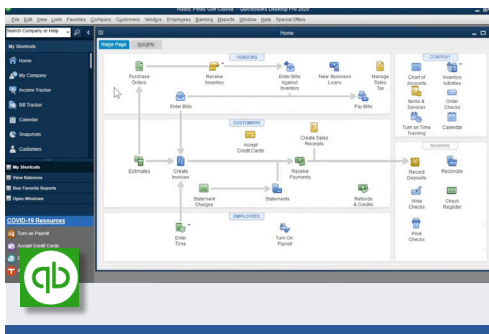 QuickBooks Desktop Pro 2020
File Edit View Lists Favorites Company Customers Vendors Employees Banking Reports Window Help Special Offers
Search Company or Help
Home
My Shortcuts
Home Page Insights
Home
My Company
Income Tracker
Bill Tracker
Calendar
Snapshots
Customers
My Shortcuts
View Balances
Run Favorite Reports
Open Windows
COVID-19 Resources
Turn on Payroll
Accept Credit Cards
qb
VENDORS
Purchase
Orders
Receive
Inventory
Enter Bills
Against
Inventory
New Business
Loans
Manage
Sales
Tax
Enter Bills
Pay Bills
CUSTOMERS
Accept
Credit Cards
Create Sales
Receipts
Estimates
Create
Invoices
Receive
Payments
Statement
Charges
Statements
Refunds
& Credits
EMPLOYEES
Enter
Time
Turn On
Payroll
COMPANY
Chart of
Accounts
Inventory
Activities
Items &
Services
Order
Checks
Turn on Time
Tracking
Calendar
BANKING
Record
Deposits
Reconcile
Write
Checks
Check
Register
Print
Checks